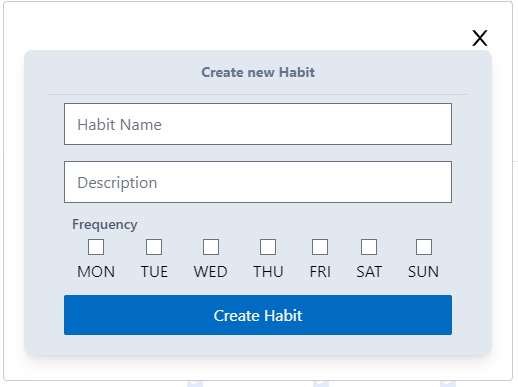 X
Create new Habit
Habit Name
Description
Frequency
MON TUE WED THU FRI SAT SUN
Create Habit